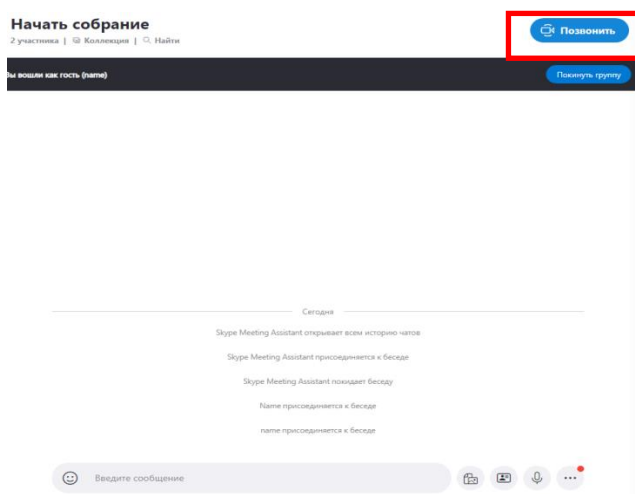 Начать собрание
Позвонить
2 участника | Коллекция | Найти
Вы вошли как гость (name)
Покинуть группу
Сегодня
Skype Meeting Assistant открывает всем историю чатов
Skype Meeting Assistant присоединяется к беседе
Skype Meeting Assistant покидает беседу
Name присоединяется к беседе
name присоединяется к беседе
Введите сообщение